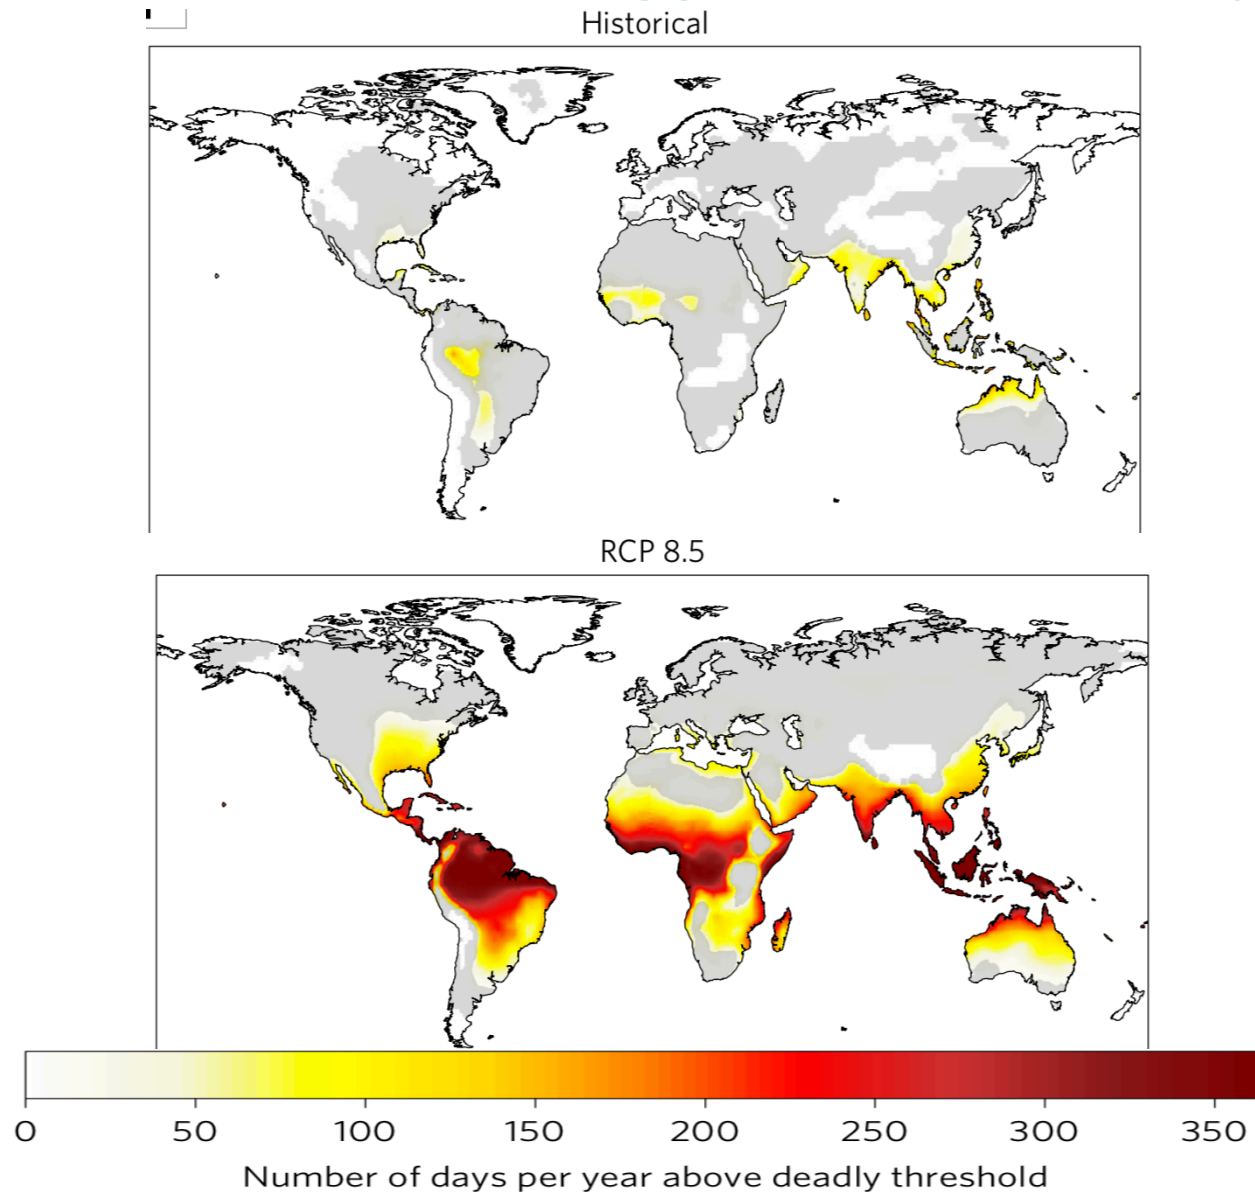 Historical
RCP 8.5
0 50 100 150 200 250 300 350
Number of days per year above deadly threshold